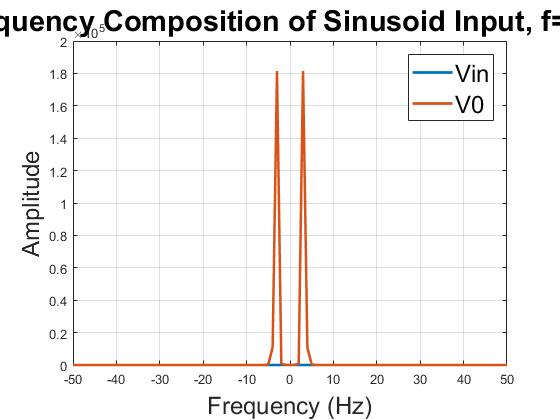 quency Composition of Sinusoid Input, f=
×10⁵
2
1.8
1.6
1.4
1.2
1
0.8
0.6
0.4
0.2
0
Amplitude
Vin
V0
-50 -40 -30 -20 -10 0 10 20 30 40 50
Frequency (Hz)